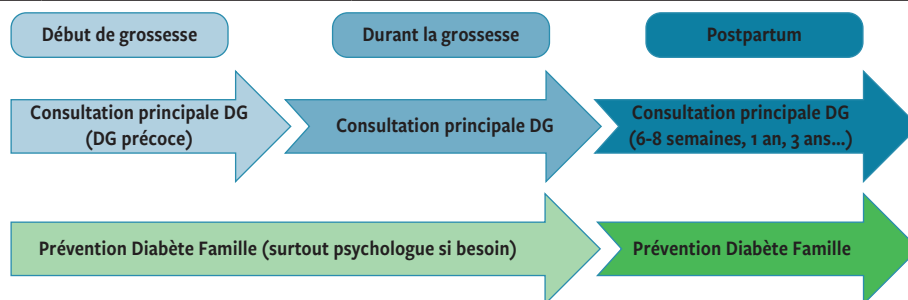 Début de grossesse
Durant la grossesse
Postpartum
Consultation principale DG
(DG précoce)
Consultation principale DG
Consultation principale DG
(6-8 semaines, 1 an, 3 ans...)
Prévention Diabète Famille (surtout psychologue si besoin)
Prévention Diabète Famille